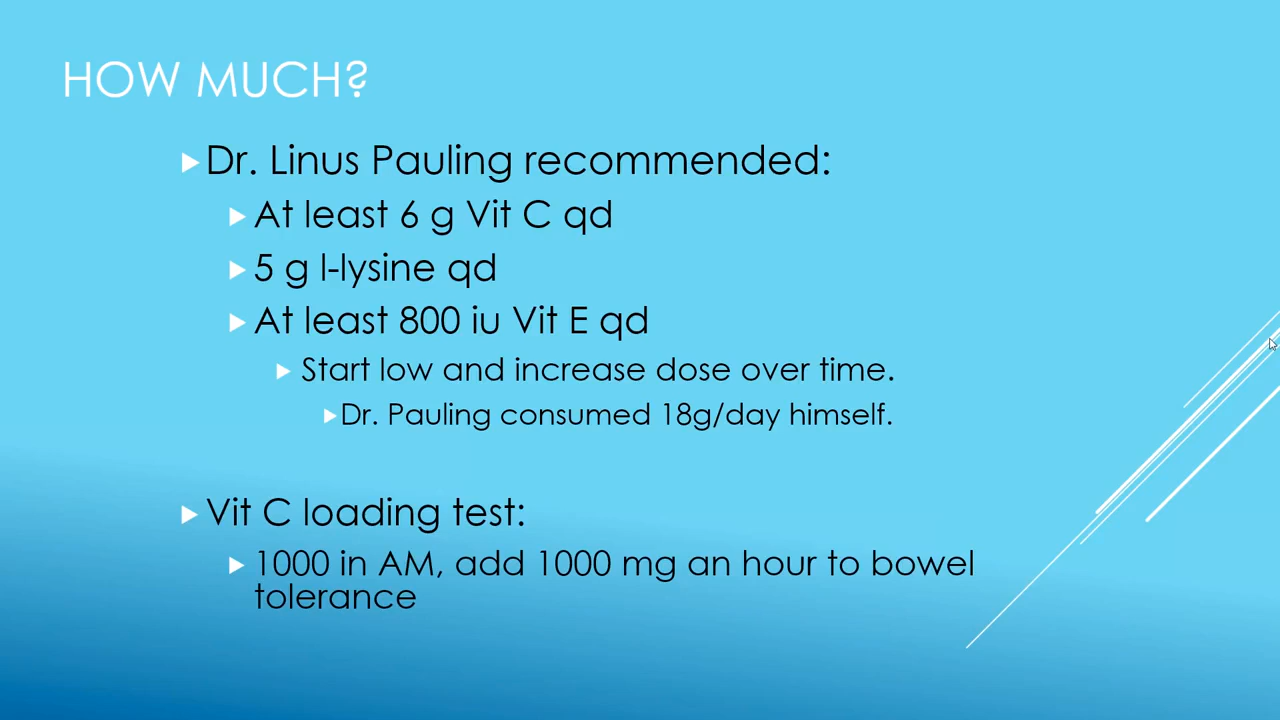 HOW MUCH?
Dr. Linus Pauling recommended:
At least 6 g Vit C qd
5 g l-lysine qd
At least 800 iu Vit E qd
Start low and increase dose over time.
Dr. Pauling consumed 18g/day himself.
Vit C loading test:
1000 in AM, add 1000 mg an hour to bowel
tolerance